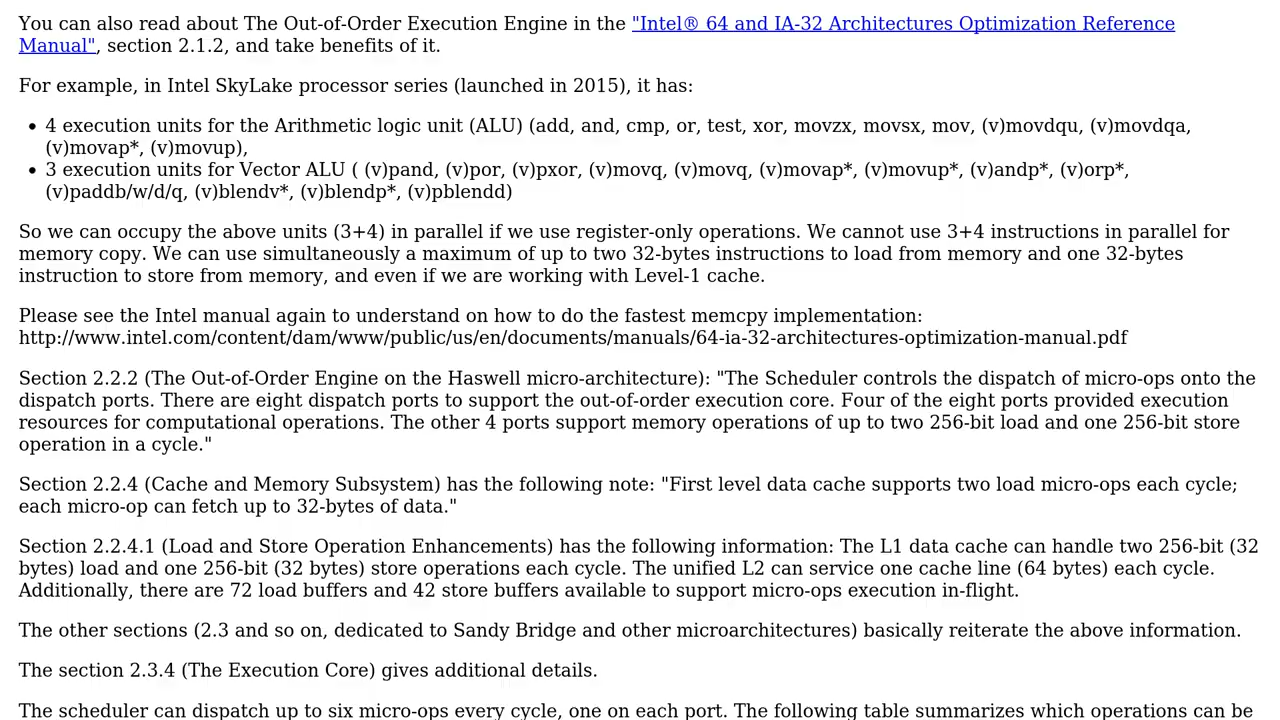 You can also read about The Out-of-Order Execution Engine in the "Intel® 64 and IA-32 Architectures Optimization Reference
Manual", section 2.1.2, and take benefits of it.
For example, in Intel SkyLake processor series (launched in 2015), it has:
• 4 execution units for the Arithmetic logic unit (ALU) (add, and, cmp, or, test, xor, movzx, movsx, mov, (v)movdqu, (v)movdqa,
(v)movap*, (v)movup),
• 3 execution units for Vector ALU ( (v)pand, (v)por, (v)pxor, (v)movq, (v)movq, (v)movap*, (v)movup*, (v)andp*, (v)orp*,
(v)paddb/w/d/q, (v)blendv*, (v)blendp*, (v)pblendd)
So we can occupy the above units (3+4) in parallel if we use register-only operations. We cannot use 3+4 instructions in parallel for
memory copy. We can use simultaneously a maximum of up to two 32-bytes instructions to load from memory and one 32-bytes
instruction to store from memory, and even if we are working with Level-1 cache.
Please see the Intel manual again to understand on how to do the fastest memcpy implementation:
http://www.intel.com/content/dam/www/public/us/en/documents/manuals/64-ia-32-architectures-optimization-manual.pdf
Section 2.2.2 (The Out-of-Order Engine on the Haswell micro-architecture): "The Scheduler controls the dispatch of micro-ops onto the
dispatch ports. There are eight dispatch ports to support the out-of-order execution core. Four of the eight ports provided execution
resources for computational operations. The other 4 ports support memory operations of up to two 256-bit load and one 256-bit store
operation in a cycle."
Section 2.2.4 (Cache and Memory Subsystem) has the following note: "First level data cache supports two load micro-ops each cycle;
each micro-op can fetch up to 32-bytes of data."
Section 2.2.4.1 (Load and Store Operation Enhancements) has the following information: The L1 data cache can handle two 256-bit (32
bytes) load and one 256-bit (32 bytes) store operations each cycle. The unified L2 can service one cache line (64 bytes) each cycle.
Additionally, there are 72 load buffers and 42 store buffers available to support micro-ops execution in-flight.
The other sections (2.3 and so on, dedicated to Sandy Bridge and other microarchitectures) basically reiterate the above information.
The section 2.3.4 (The Execution Core) gives additional details.
The scheduler can dispatch up to six micro-ops every cycle, one on each port. The following table summarizes which operations can be